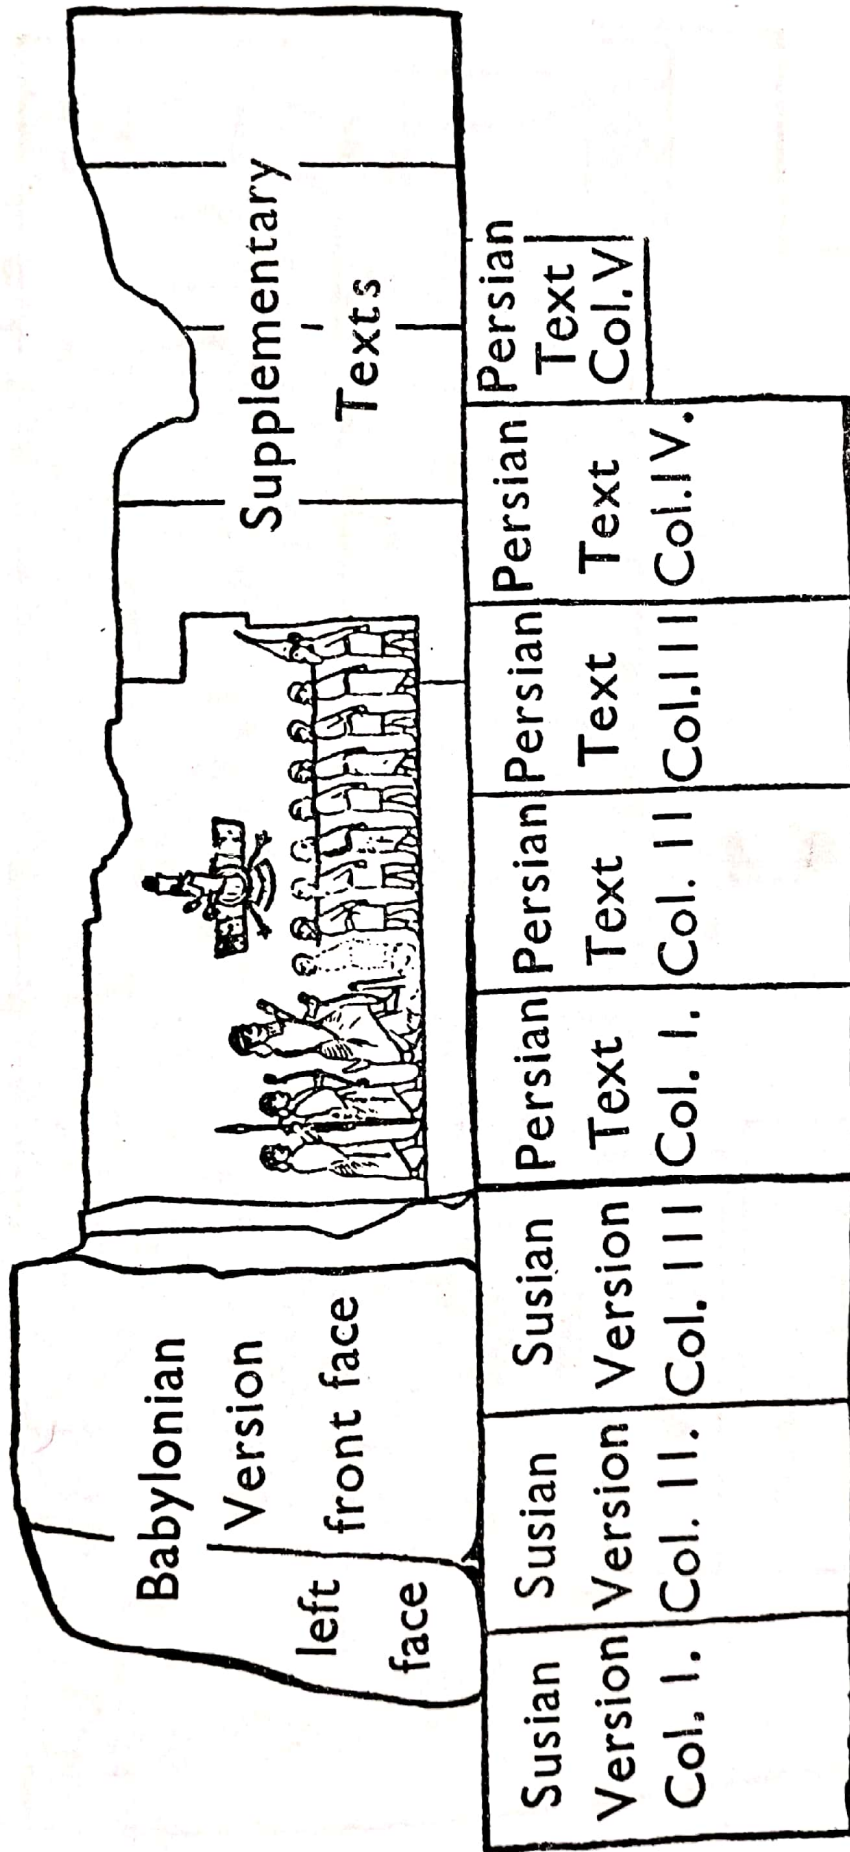 Babylonian
Version
front face
left
face
Supplementary
Texts
Susian
Version
Col. I.
Susian
Version
Col. II.
Susian
Version
Col. III
Persian
Text
Col. I.
Persian
Text
Col. II
Persian
Text
Col. III
Persian
Text
Col. IV.
Persian
Text
Col. V